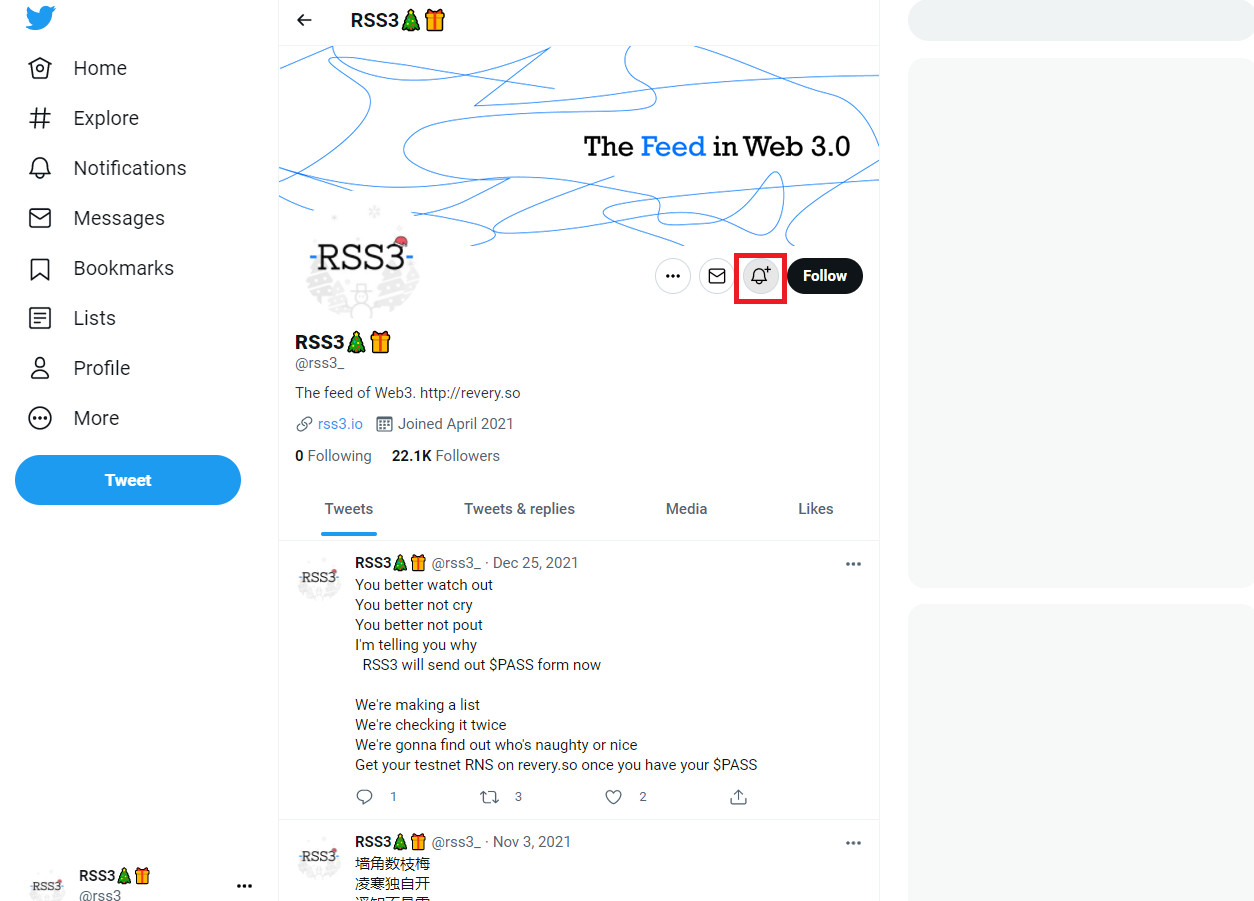 RSS3🎄🎁
Home
Explore
Notifications
Messages
Bookmarks
Lists
Profile
More
Tweet
RSS3🎄🎁
@rss3
The Feed in Web 3.0
RSS3
Follow
RSS3🎄🎁
@rss3_
The feed of Web3. http://revery.so
rss3.io Joined April 2021
0 Following 22.1K Followers
Tweets Tweets & replies Media Likes
RSS3
RSS3🎄🎁 @rss3_ · Dec 25, 2021
You better watch out
You better not cry
You better not pout
I'm telling you why
RSS3 will send out $PASS form now
We're making a list
We're checking it twice
We're gonna find out who's naughty or nice
Get your testnet RNS on revery.so once you have your $PASS
1 3 2
RSS3
RSS3🎄🎁 @rss3_ · Nov 3, 2021
墙角数枝梅
凌寒独自开
RSS3